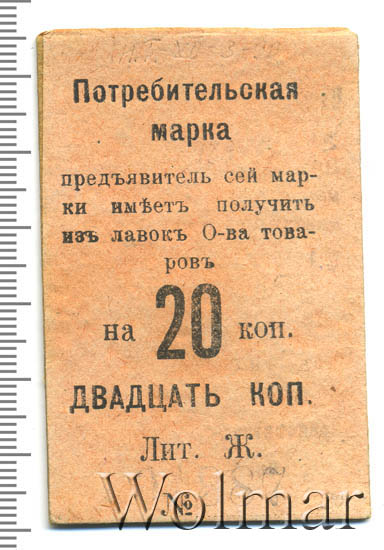 Потребительская
марка
предъявитель сей мар-
ки имѣетъ получить
изъ лавокъ О-ва това-
ровъ
на 20 коп.
ДВАДЦАТЬ КОП.
Лит. Ж.
№
Wolmar